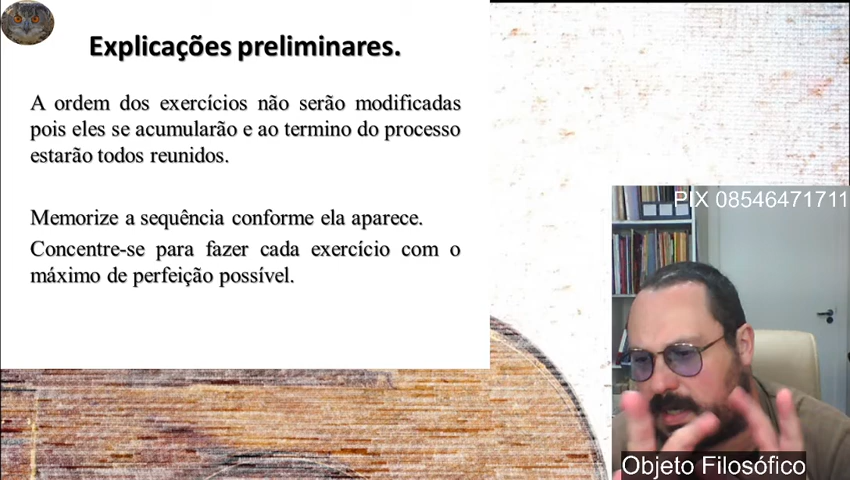 Explicações preliminares.
A ordem dos exercícios não serão modificadas
pois eles se acumularão e ao termino do processo
estarão todos reunidos.
Memorize a sequência conforme ela aparece.
Concentre-se para fazer cada exercício com o
máximo de perfeição possível.
PIX 08546471711
Objeto Filosófico